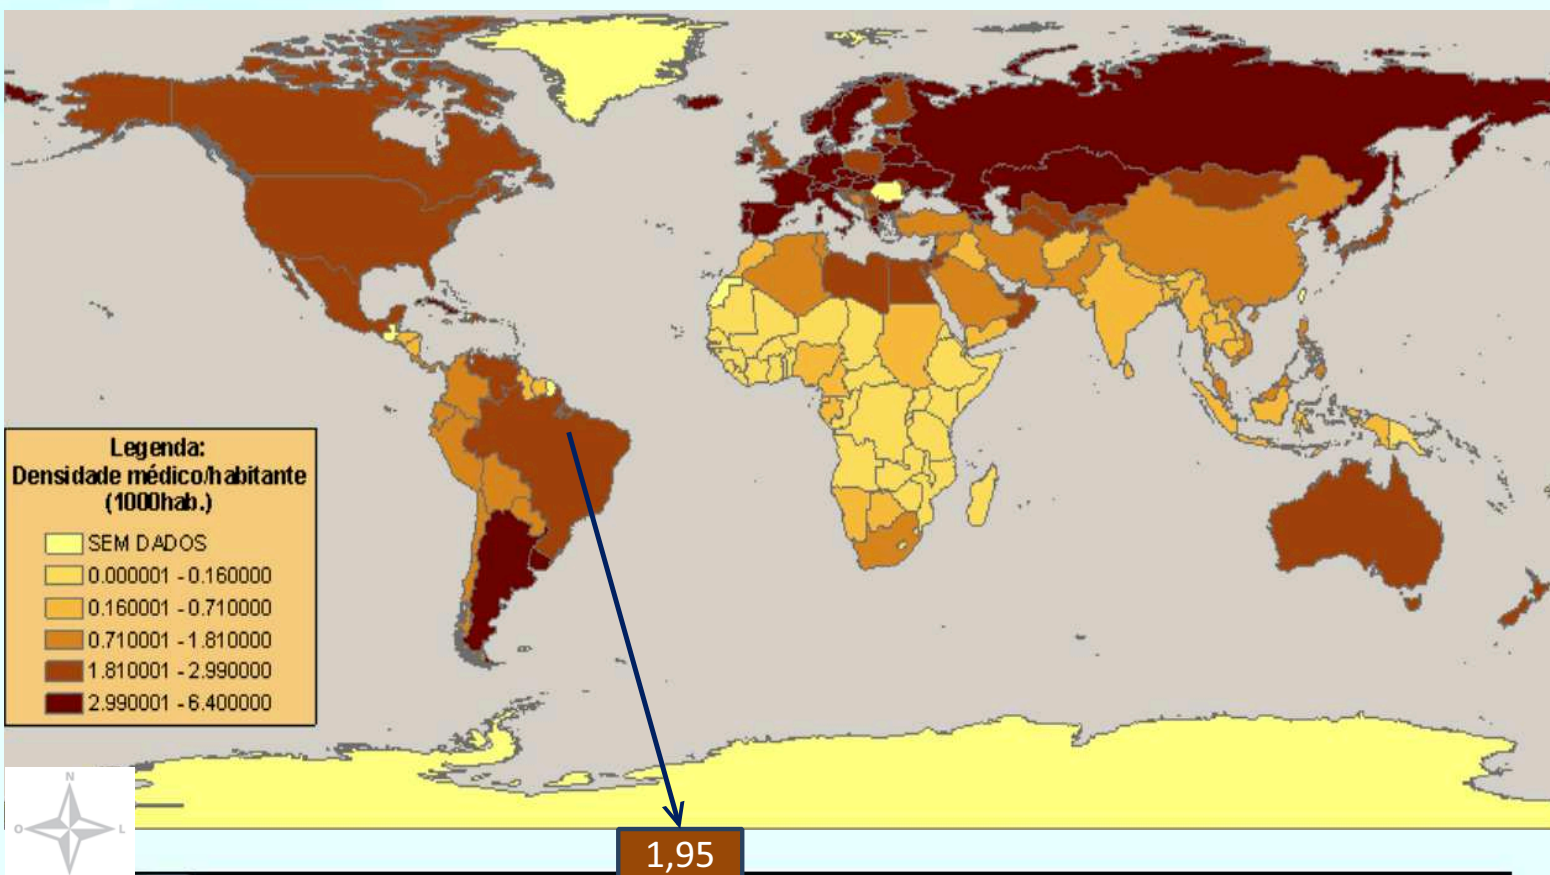 Legenda:
Densidade médico/habitante
(1000hab.)
SEM DADOS
0.000001 - 0.160000
0.160001 - 0.710000
0.710001 - 1.810000
1.810001 - 2.990000
2.990001 - 6.400000
N
O
L
1,95